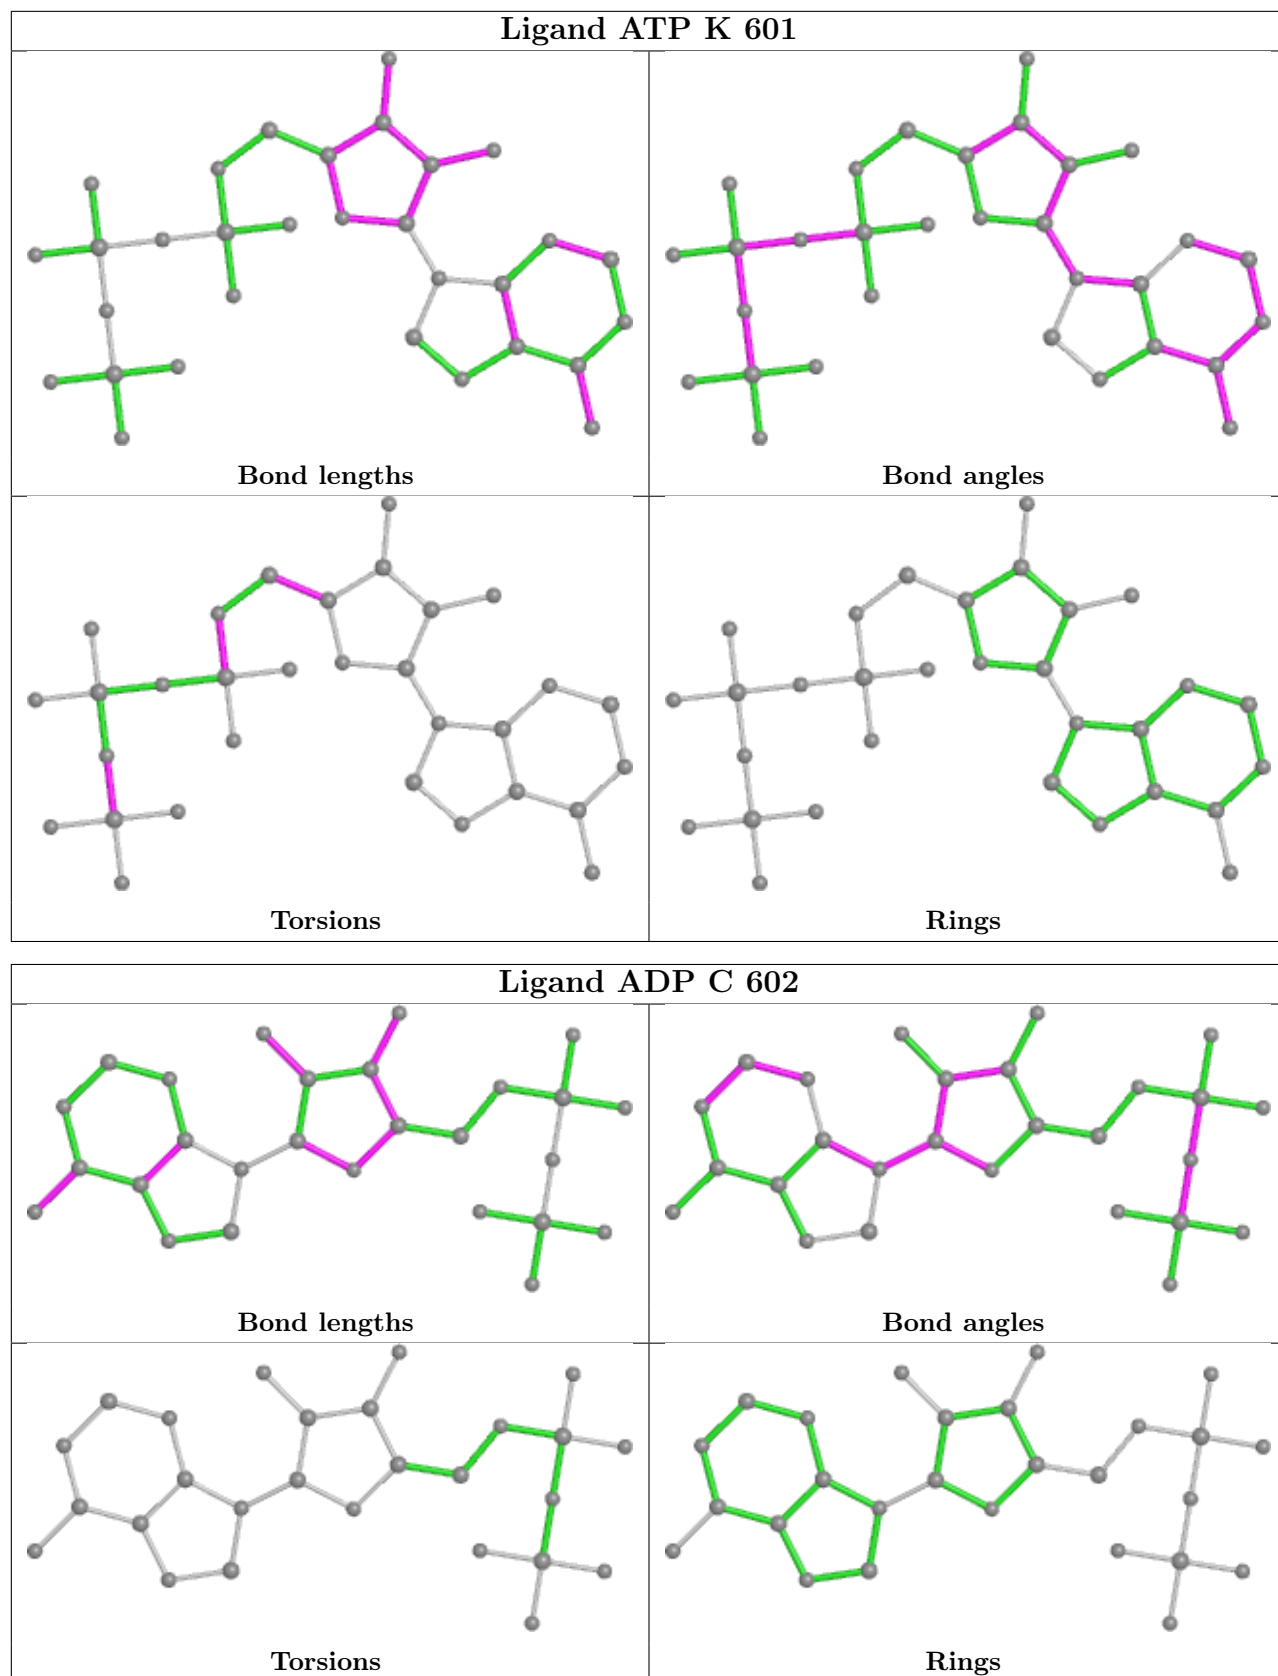 Ligand ATP K 601
Bond lengths
Bond angles
Torsions
Rings
Ligand ADP C 602
Bond lengths
Bond angles
Torsions
Rings